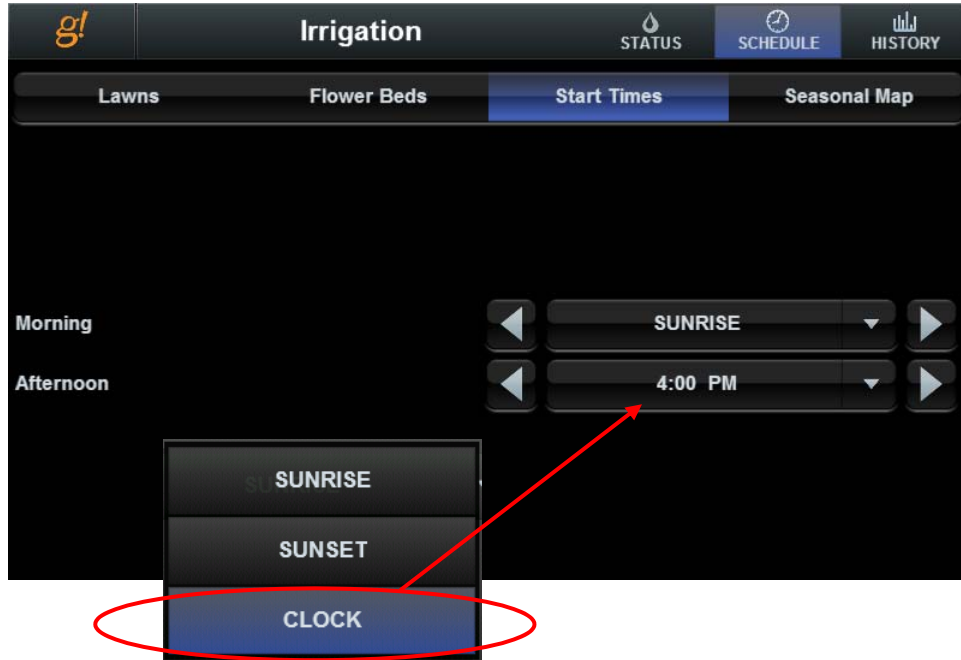 g! Irrigation STATUS SCHEDULE HISTORY
Lawns Flower Beds Start Times Seasonal Map
Morning SUNRISE
Afternoon 4:00 PM
SUNRISE
SUNSET
CLOCK